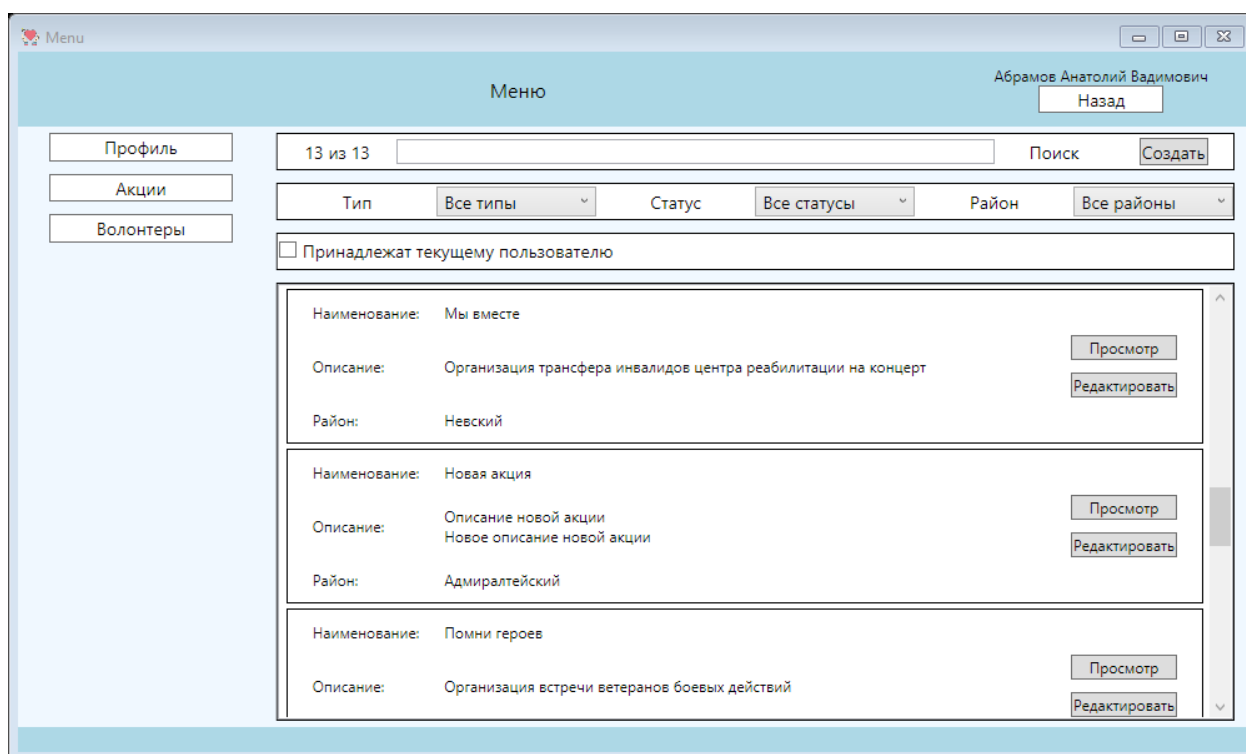 Menu
Меню
Абрамов Анатолий Вадимович
Назад
Профиль
Акции
Волонтеры
13 из 13 Поиск Создать
Тип Все типы Статус Все статусы Район Все районы
Принадлежат текущему пользователю
Наименование: Мы вместе
Просмотр
Описание: Организация трансфера инвалидов центра реабилитации на концерт
Редактировать
Район: Невский
Наименование: Новая акция
Просмотр
Описание: Описание новой акции
Новое описание новой акции
Редактировать
Район: Адмиралтейский
Наименование: Помни героев
Просмотр
Описание: Организация встречи ветеранов боевых действий
Редактировать